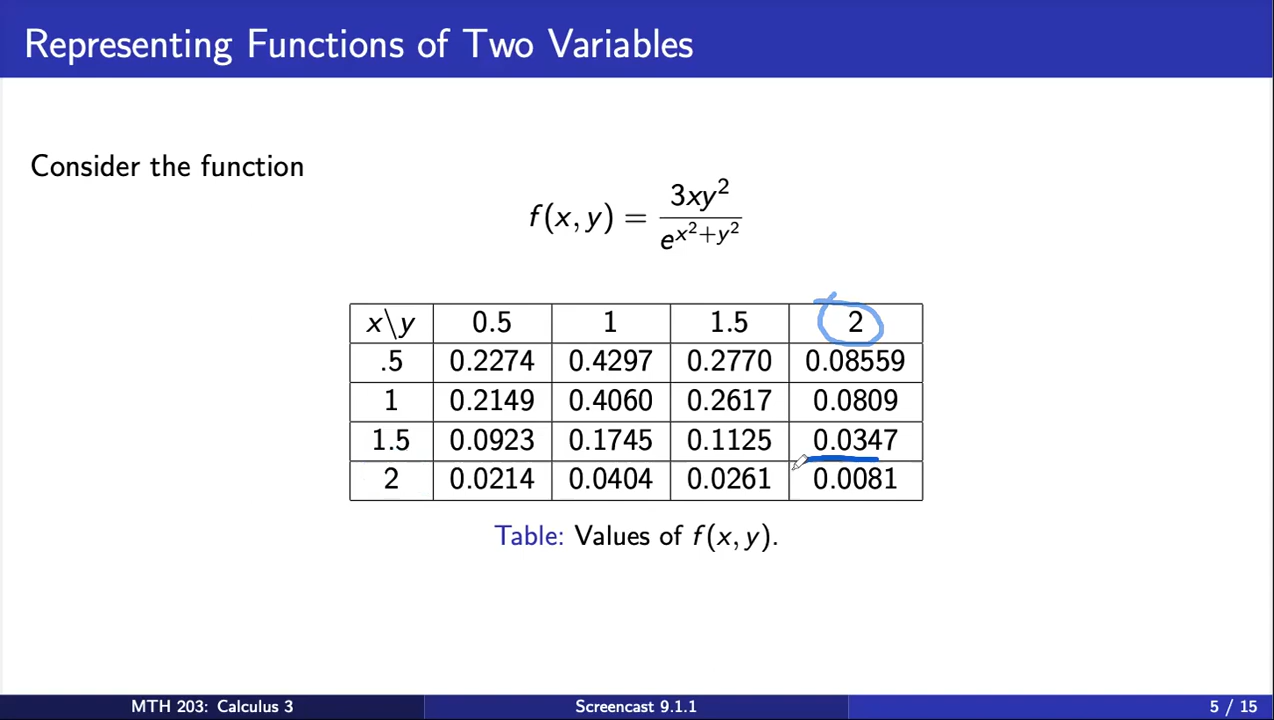 Representing Functions of Two Variables
Consider the function
f(x, y) = 3xy² / e^(x²+y²)
x\y 0.5 1 1.5 2
.5 0.2274 0.4297 0.2770 0.08559
1 0.2149 0.4060 0.2617 0.0809
1.5 0.0923 0.1745 0.1125 0.0347
2 0.0214 0.0404 0.0261 0.0081
Table: Values of f(x, y).
MTH 203: Calculus 3 Screencast 9.1.1 5 / 15